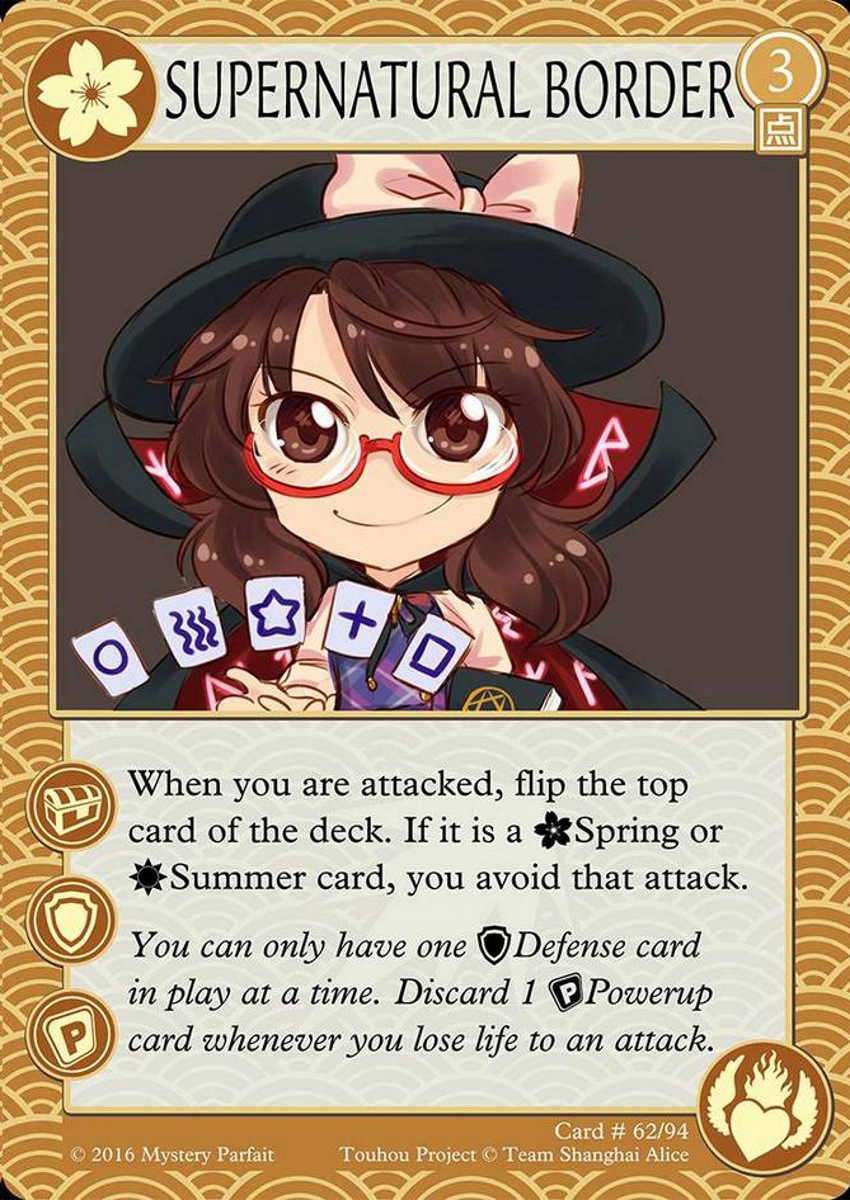 SUPERNATURAL BORDER
3
点
When you are attacked, flip the top
card of the deck. If it is a Spring or
Summer card, you avoid that attack.
You can only have one Defense card
in play at a time. Discard 1 P Powerup
card whenever you lose life to an attack.
P
Card # 62/94
© 2016 Mystery Parfait
Touhou Project © Team Shanghai Alice